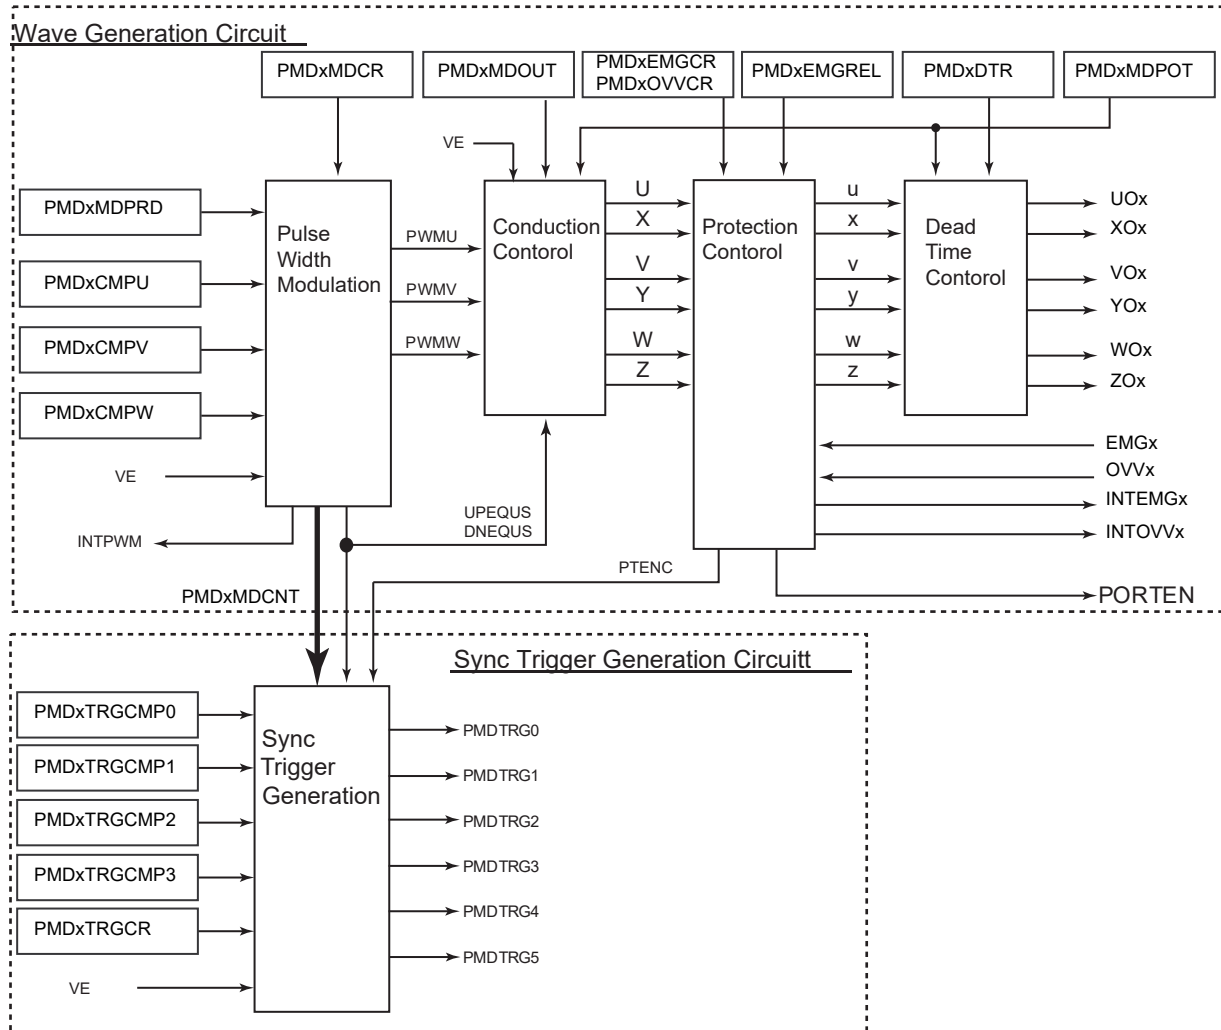 Wave Generation Circuit
PMDxMDCR
PMDxMDOUT
PMDxEMGCR
PMDxOVVCR
PMDxEMGREL
PMDxDTR
PMDxMDPOT
VE
PMDxMDPRD
PMDxCMPU
PMDxCMPV
PMDxCMPW
VE
Pulse
Width
Modulation
PWMU
PWMV
PWMW
Conduction
Contorol
U
X
V
Y
W
Z
Protection
Contorol
u
x
v
y
w
z
Dead
Time
Contorol
UOx
XOx
VOx
YOx
WOx
ZOx
EMGx
OVVx
INTEMGx
INTOVVx
UPEQUS
DNEQUS
INTPWM
PTENC
PMDxMDCNT
PORTEN
Sync Trigger Generation Circuitt
PMDxTRGCMP0
PMDxTRGCMP1
PMDxTRGCMP2
PMDxTRGCMP3
PMDxTRGCR
VE
Sync
Trigger
Generation
PMDTRG0
PMDTRG1
PMDTRG2
PMDTRG3
PMDTRG4
PMDTRG5